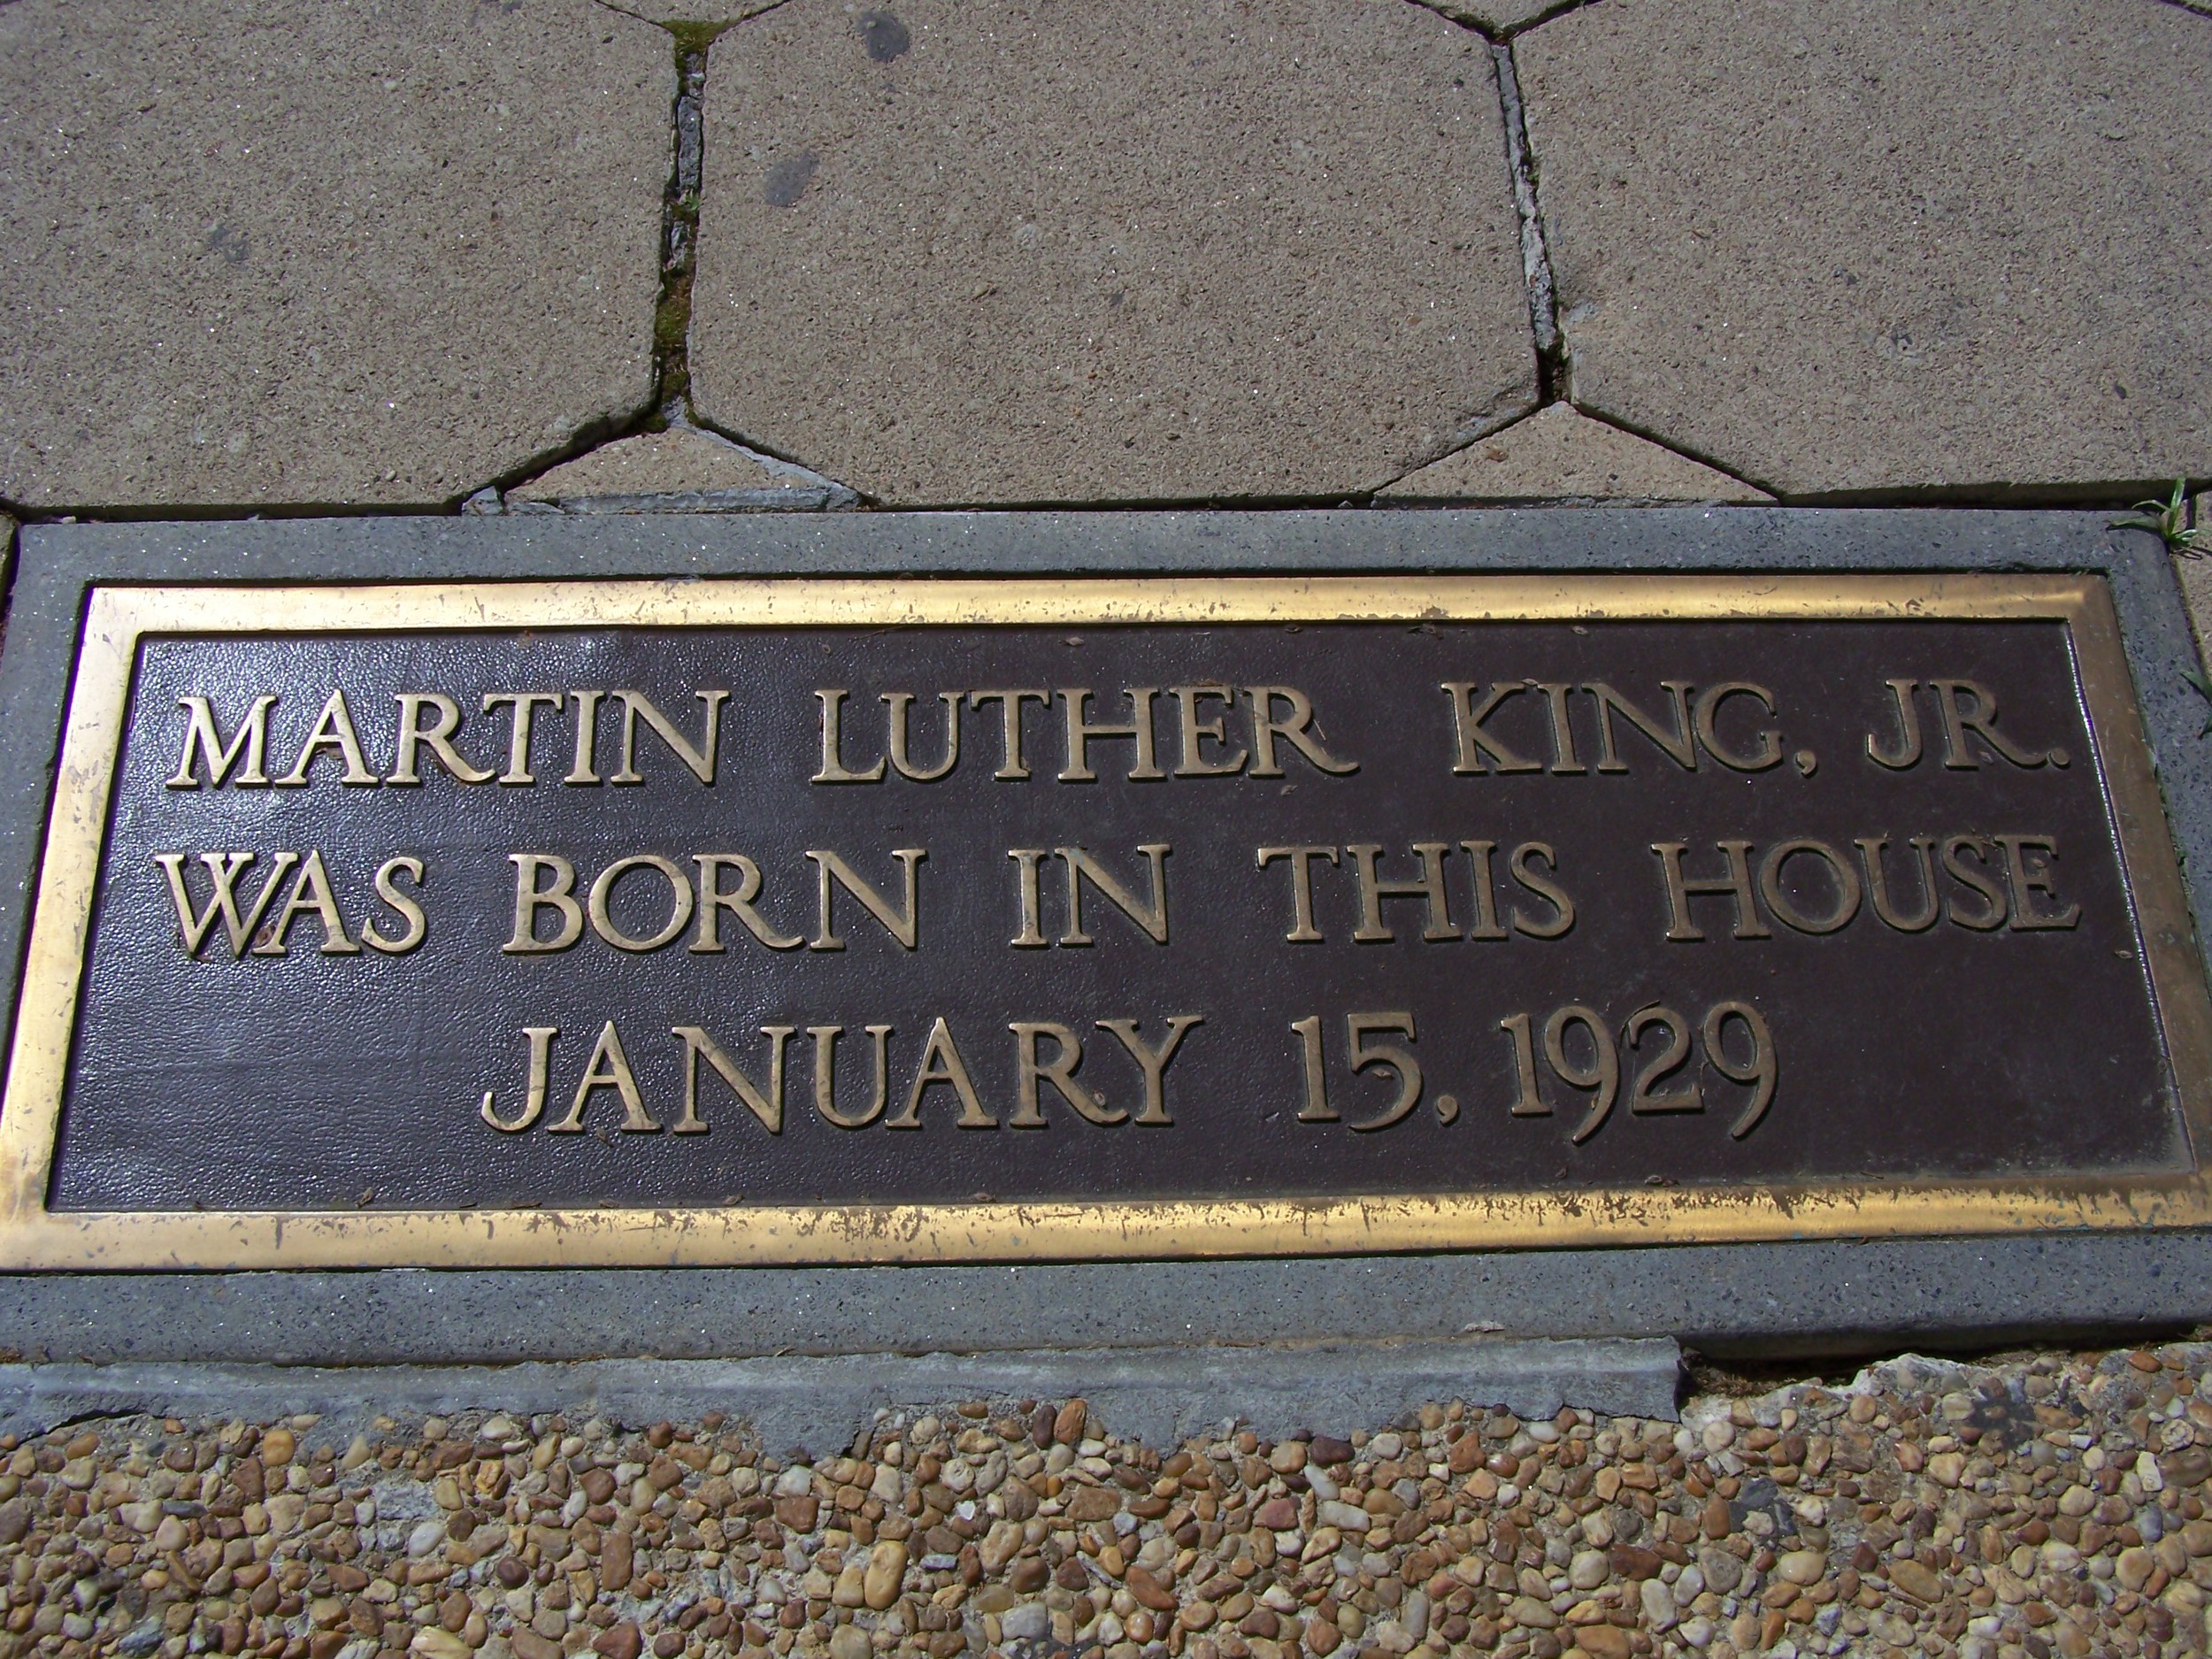 MARTIN LUTHER KING, JR.
WAS BORN IN THIS HOUSE
JANUARY 15, 1929